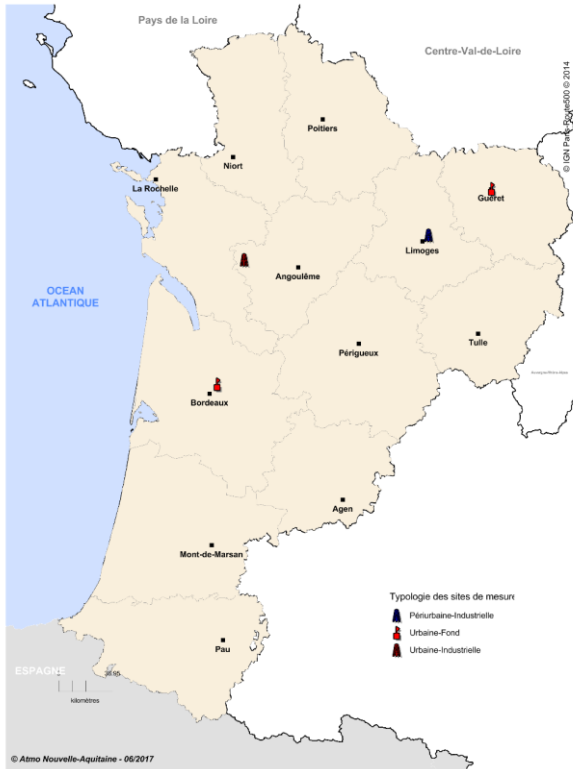 Pays de la Loire
Centre-Val-de-Loire
© IGN Paris-Route500 © 2014
Poitiers
Niort
La Rochelle
Guéret
Limoges
Angoulême
OCEAN
ATLANTIQUE
Périgueux
Tulle
Bordeaux
Agen
Mont-de-Marsan
Typologie des sites de mesure
Périurbaine-Industrielle
Urbaine-Fond
Urbaine-Industrielle
Pau
ESPAGNE
kilomètres
© Atmo Nouvelle-Aquitaine - 06/2017